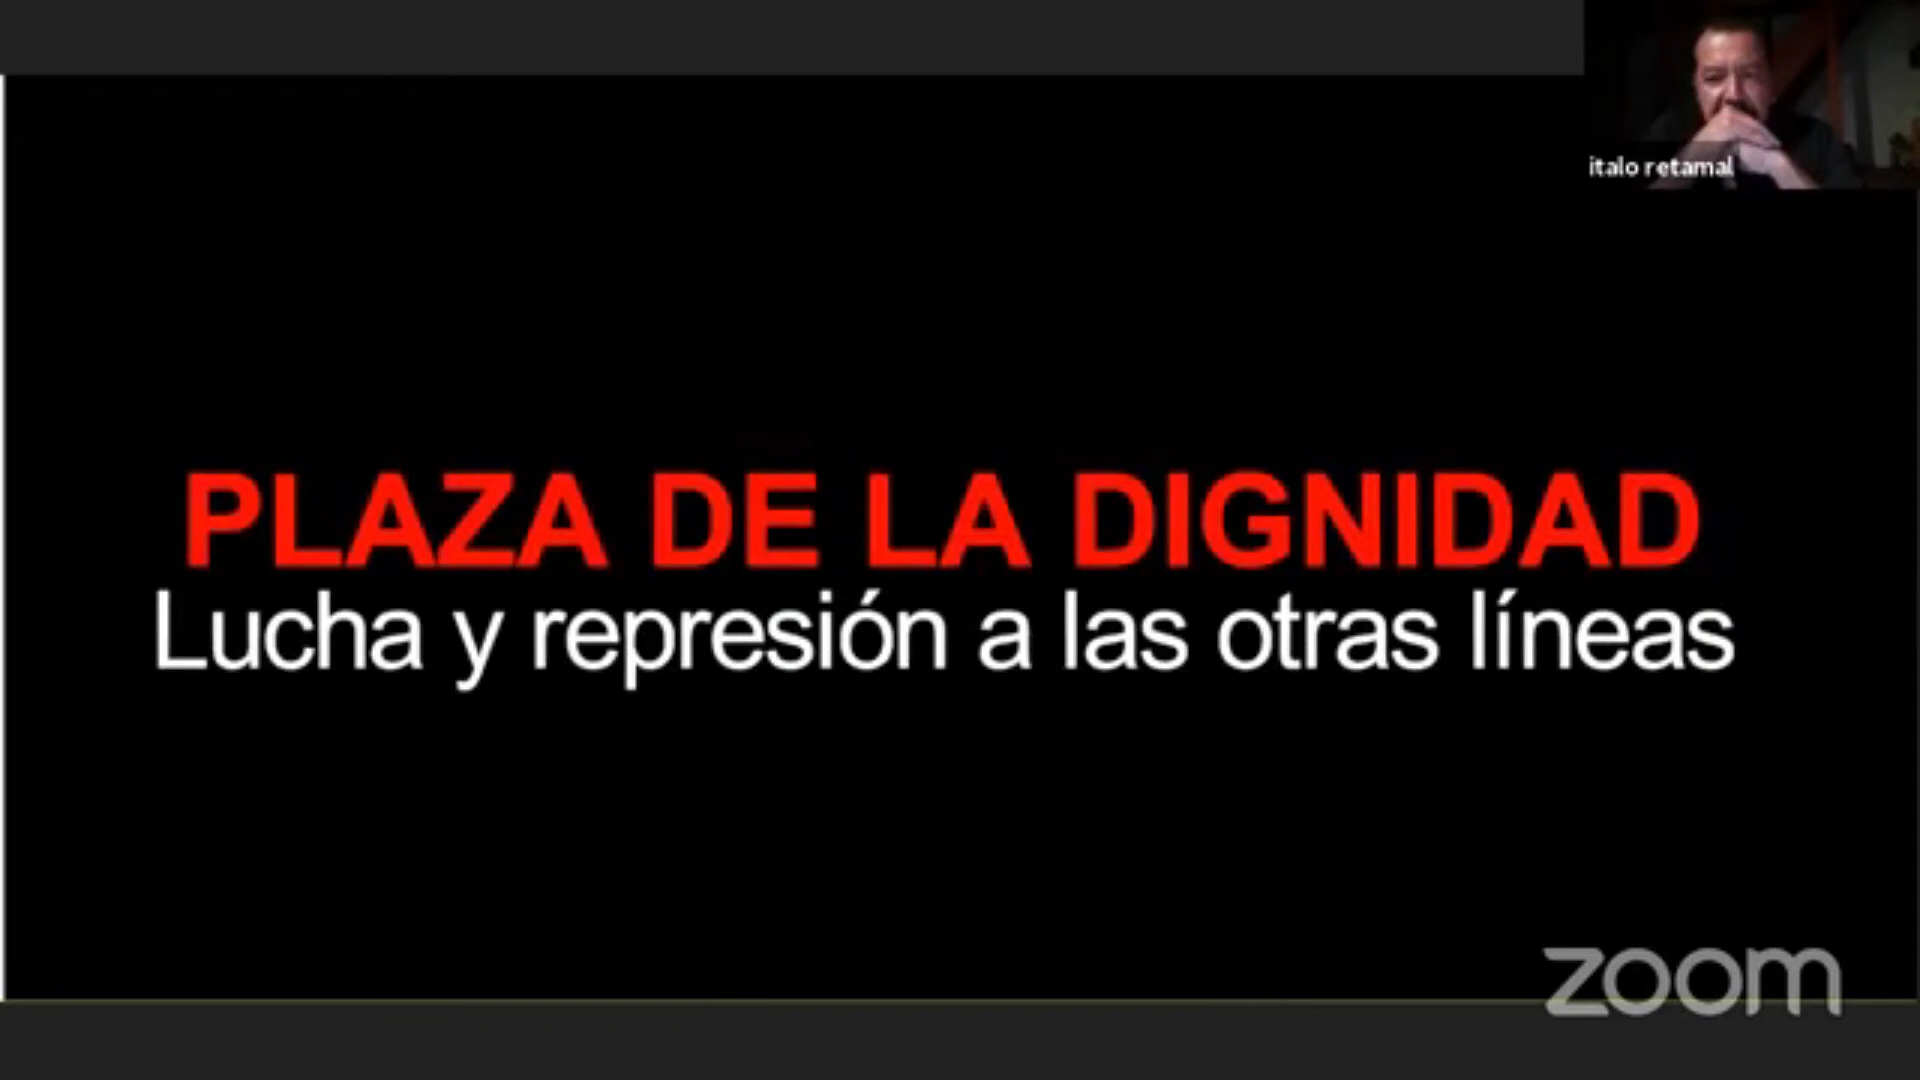 italo retamal
PLAZA DE LA DIGNIDAD
Lucha y represión a las otras líneas
zoom